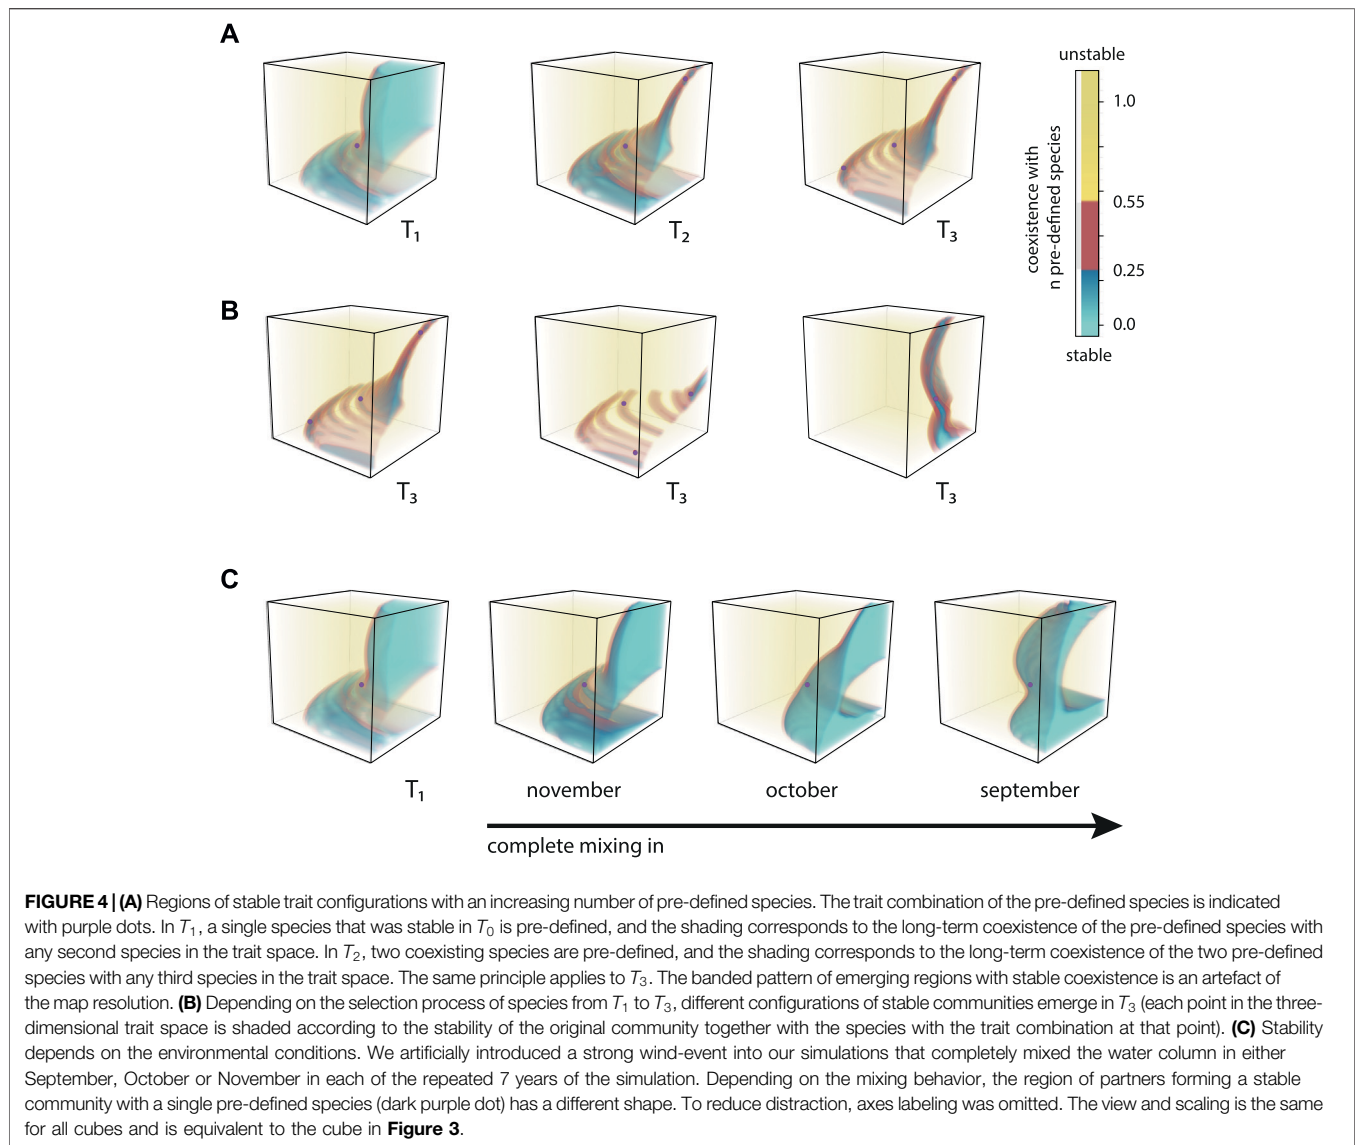 A
T₁
T₂
T₃
unstable
1.0
0.55
0.25
0.0
stable
coexistence with
n pre-defined species
B
T₃
T₃
T₃
C
T₁
november
october
september
complete mixing in
FIGURE 4 | (A) Regions of stable trait configurations with an increasing number of pre-defined species. The trait combination of the pre-defined species is indicated
with purple dots. In T₁, a single species that was stable in T₀ is pre-defined, and the shading corresponds to the long-term coexistence of the pre-defined species with
any second species in the trait space. In T₂, two coexisting species are pre-defined, and the shading corresponds to the long-term coexistence of the two pre-defined
species with any third species in the trait space. The same principle applies to T₃. The banded pattern of emerging regions with stable coexistence is an artefact of
the map resolution. (B) Depending on the selection process of species from T₁ to T₃, different configurations of stable communities emerge in T₃ (each point in the three-
dimensional trait space is shaded according to the stability of the original community together with the species with the trait combination at that point). (C) Stability
depends on the environmental conditions. We artificially introduced a strong wind-event into our simulations that completely mixed the water column in either
September, October or November in each of the repeated 7 years of the simulation. Depending on the mixing behavior, the region of partners forming a stable
community with a single pre-defined species (dark purple dot) has a different shape. To reduce distraction, axes labeling was omitted. The view and scaling is the same
for all cubes and is equivalent to the cube in Figure 3.